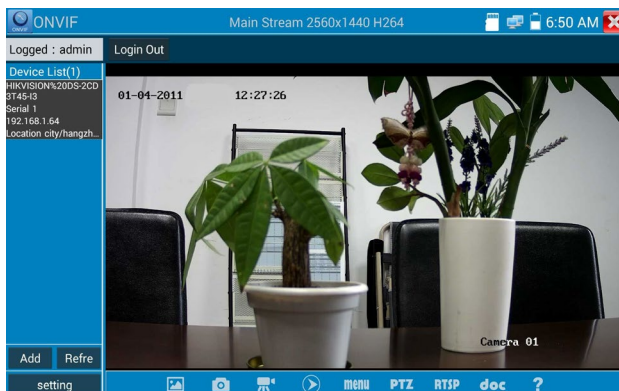 ONVIF
Main Stream 2560x1440 H264
6:50 AM
Logged : admin
Login Out
Device List(1)
HIKVISION%20DS-2CD
3T45-I3
Serial 1
192.168.1.64
Location city/hangzh...
01-04-2011 12:27:26
Camera 01
Add
Refre
setting
menu
PTZ
RTSP
doc
?